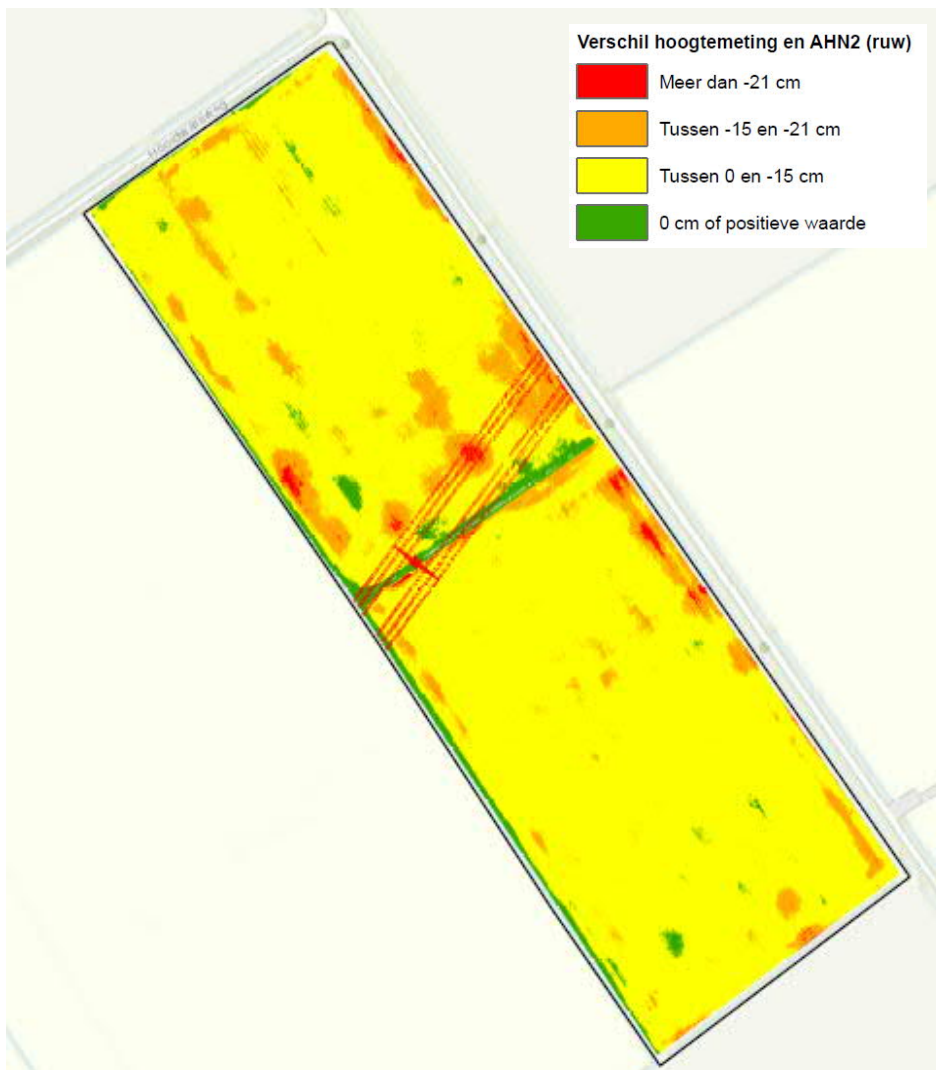 Verschil hoogtemeting en AHN2 (ruw)
Meer dan -21 cm
Tussen -15 en -21 cm
Tussen 0 en -15 cm
0 cm of positieve waarde